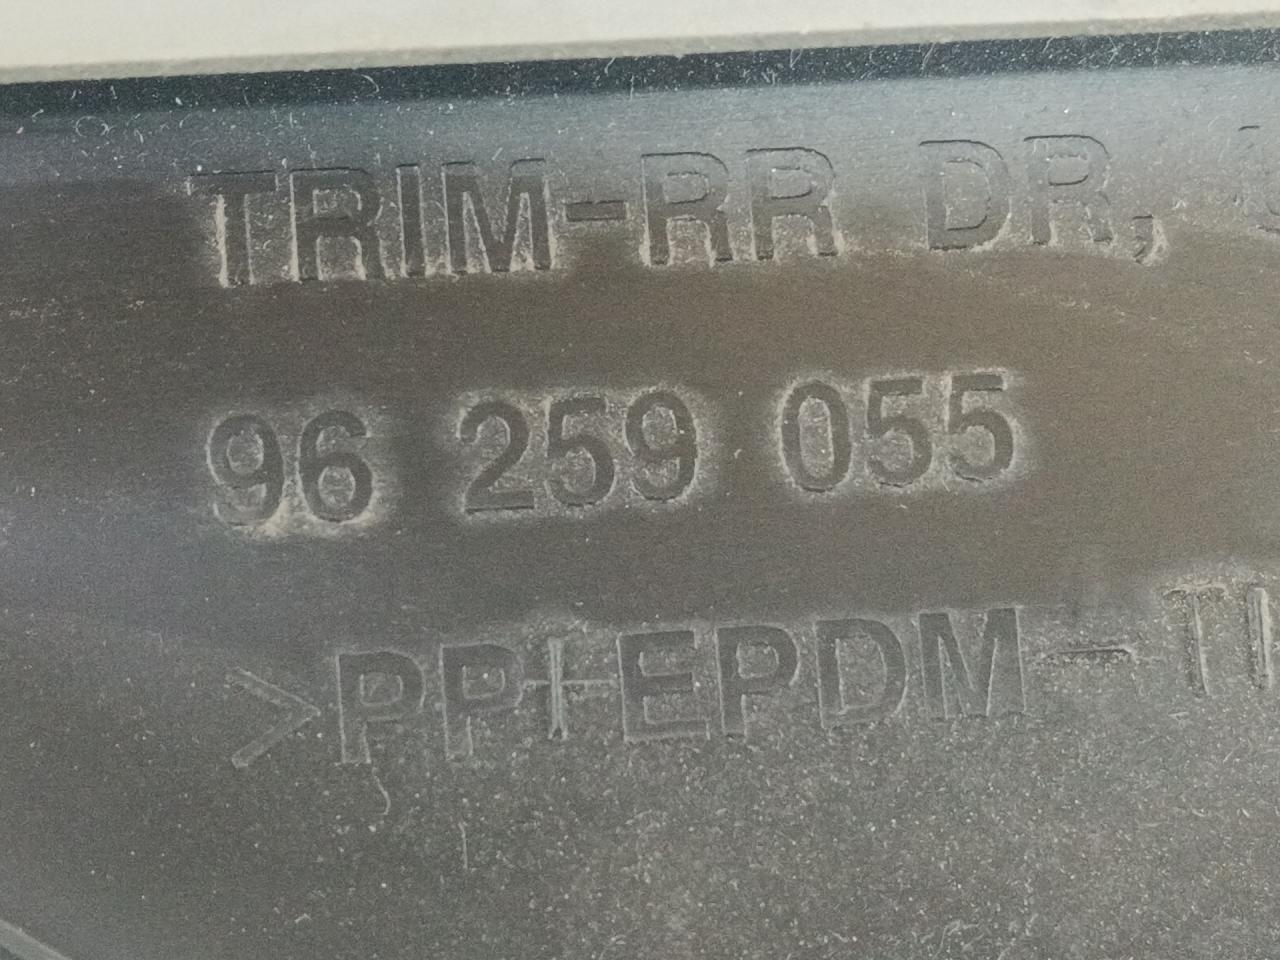 TRIM-RR DR,
96 259 055
>PP+EPDM-T